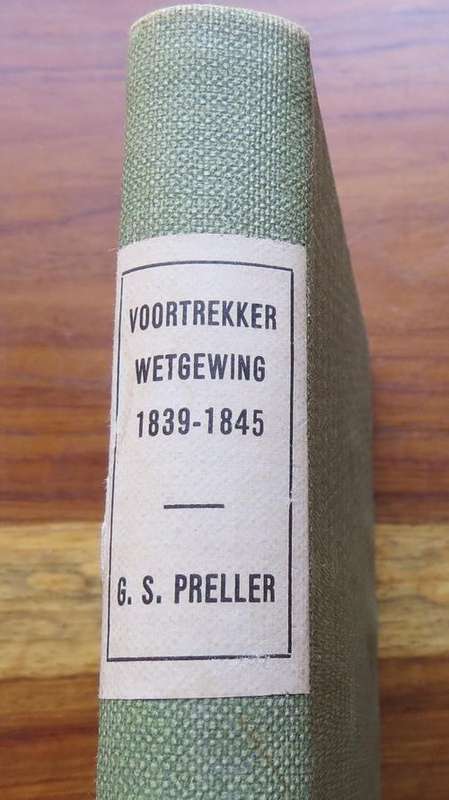 VOORTREKKER
WETGEWING
1839-1845
G. S. PRELLER